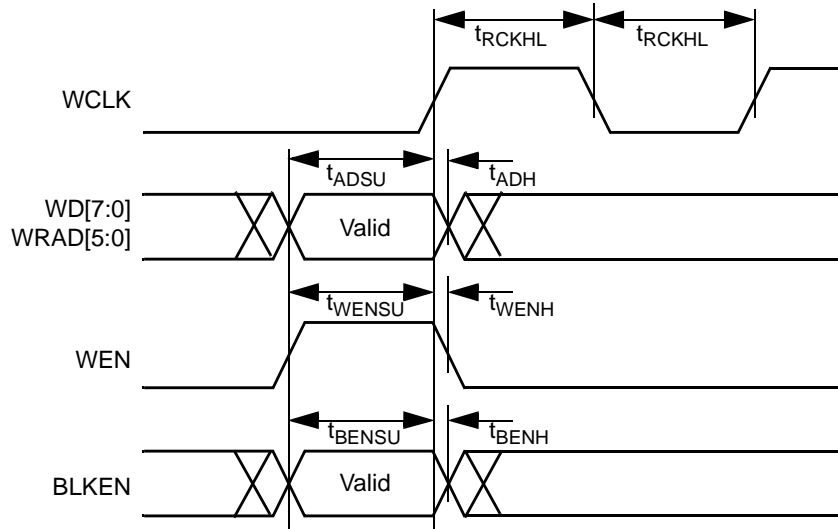 tRCKHL tRCKHL
WCLK
tADSU tADH
WD[7:0]
WRAD[5:0]
Valid
tWENSU tWENH
WEN
tBENSU tBENH
BLKEN
Valid